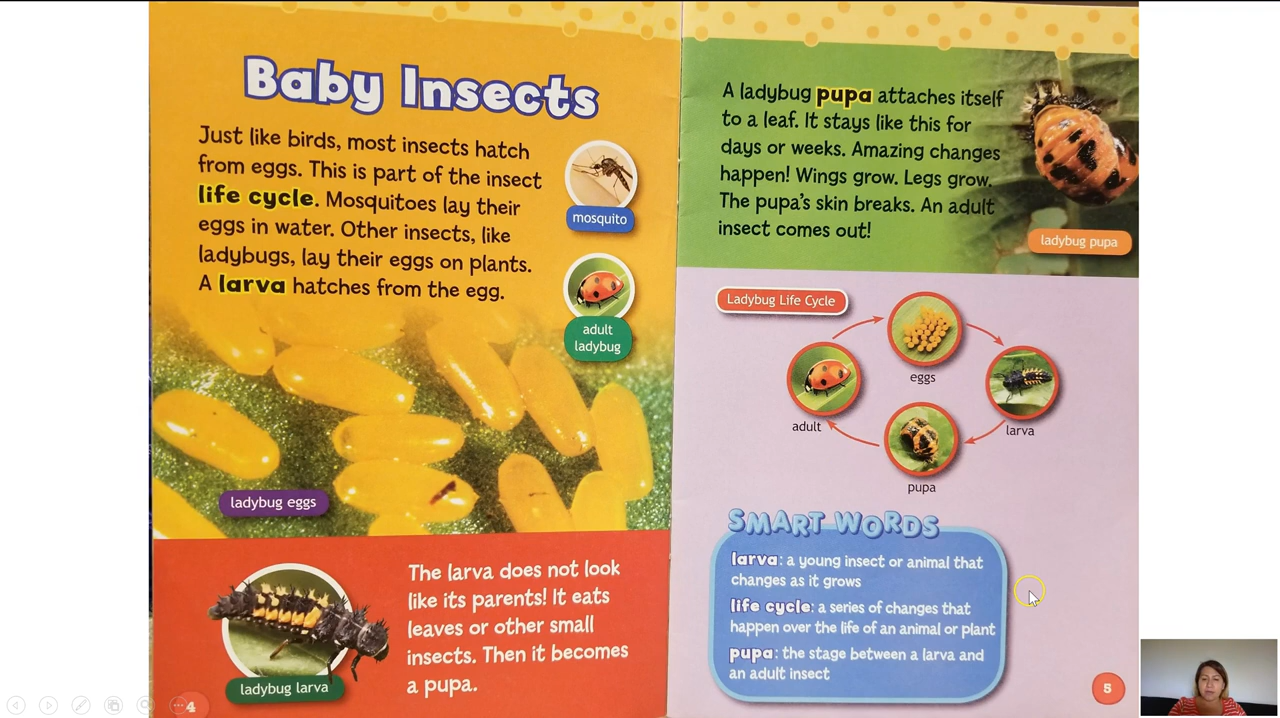 Baby Insects
Just like birds, most insects hatch
from eggs. This is part of the insect
life cycle. Mosquitoes lay their
eggs in water. Other insects, like
ladybugs, lay their eggs on plants.
A larva hatches from the egg.
mosquito
adult
ladybug
ladybug eggs
The larva does not look
like its parents! It eats
leaves or other small
insects. Then it becomes
a pupa.
ladybug larva
4
A ladybug pupa attaches itself
to a leaf. It stays like this for
days or weeks. Amazing changes
happen! Wings grow. Legs grow.
The pupa's skin breaks. An adult
insect comes out!
ladybug pupa
Ladybug Life Cycle
eggs
larva
pupa
adult
SMART WORDS
larva: a young insect or animal that
changes as it grows
life cycle: a series of changes that
happen over the life of an animal or plant
pupa: the stage between a larva and
an adult insect
5